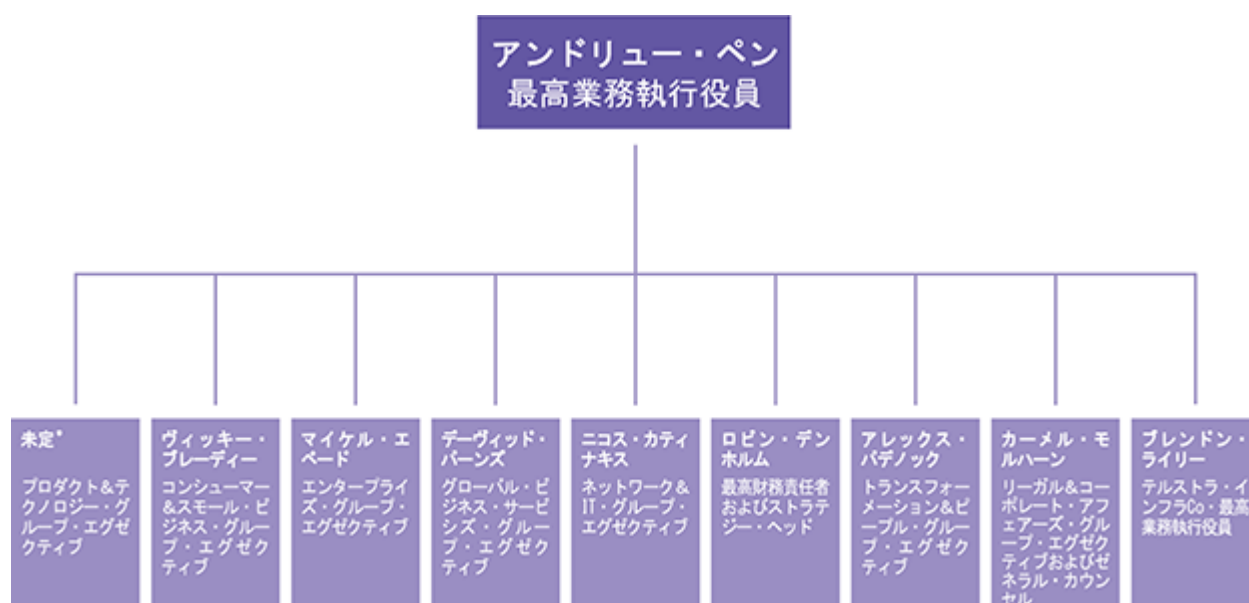 アンドリュー・ペン
最高業務執行役員
未定*
プロダクト&テ
クノロジー・グ
ループ・エグゼ
クティブ
ヴィッキー・
ブレーディー
コンシューマー
&スモール・ビ
ジネス・グルー
プ・エグゼク
ティブ
マイケル・エ
ベード
エンタープライ
ズ・グループ・
エグゼクティブ
デーヴィッド・
バーンズ
グローバル・ビ
ジネス・サービ
シズ・グルー
プ・エグゼク
ティブ
ニコス・カティ
ナキス
ネットワーク&
IT・グループ・
エグゼクティブ
ロビン・デン
ホルム
最高財務責任者
およびストラテ
ジー・ヘッド
アレックス・
バデノック
トランスフォー
メーション&ピ
ープル・グルー
プ・エグゼク
ティブ
カーメル・モ
ルハーン
リーガル&コー
ポレート・アフ
ェアーズ・グル
ープ・エグゼク
ティブおよびゼ
ネラル・カウン
セル
ブレンドン・
ライリー
テルストラ・イ
ンフラCo・最高
業務執行役員